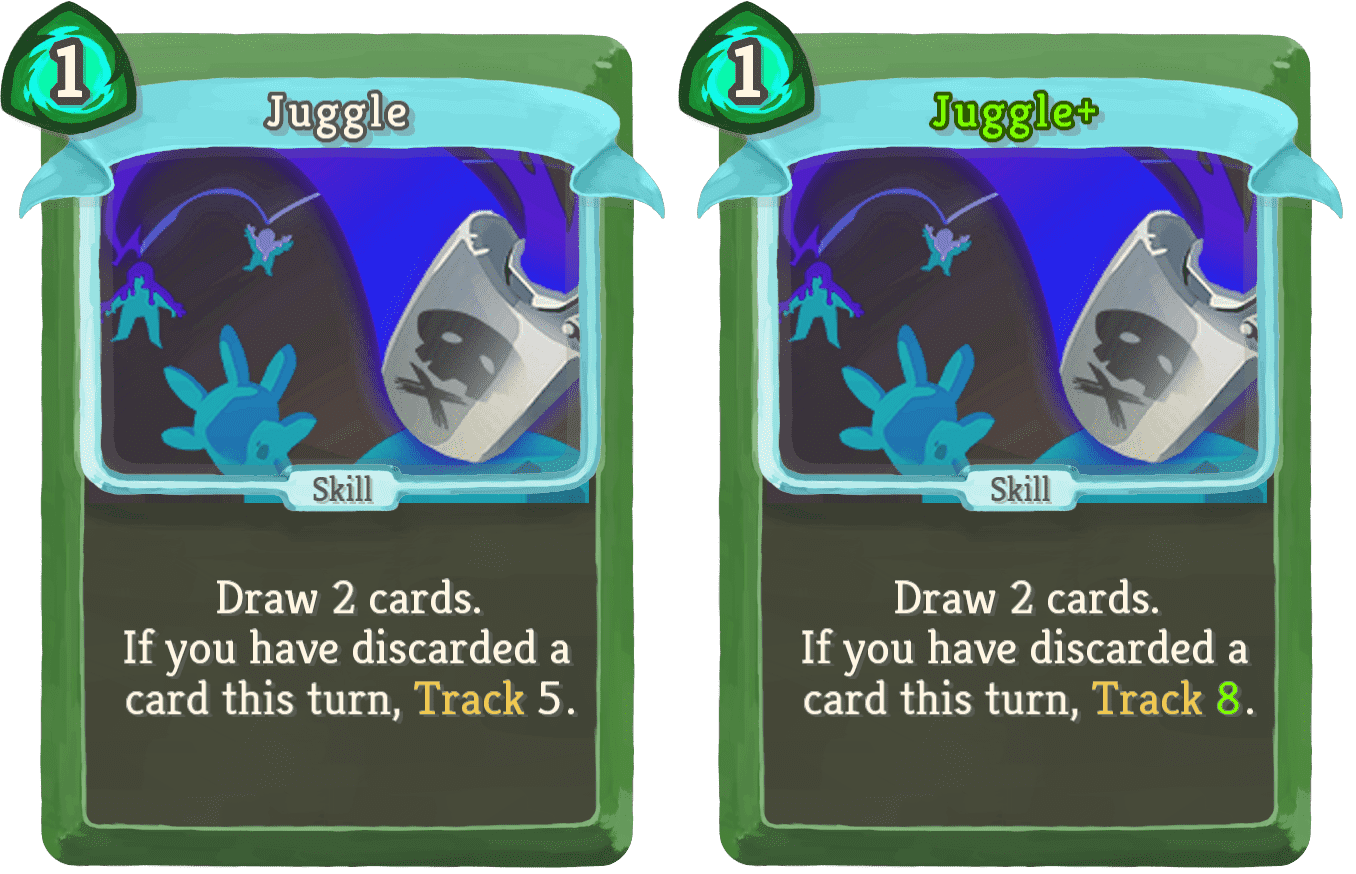 1
Juggle
Skill
Draw 2 cards.
If you have discarded a
card this turn, Track 5.
1
Juggle+
Skill
Draw 2 cards.
If you have discarded a
card this turn, Track 8.